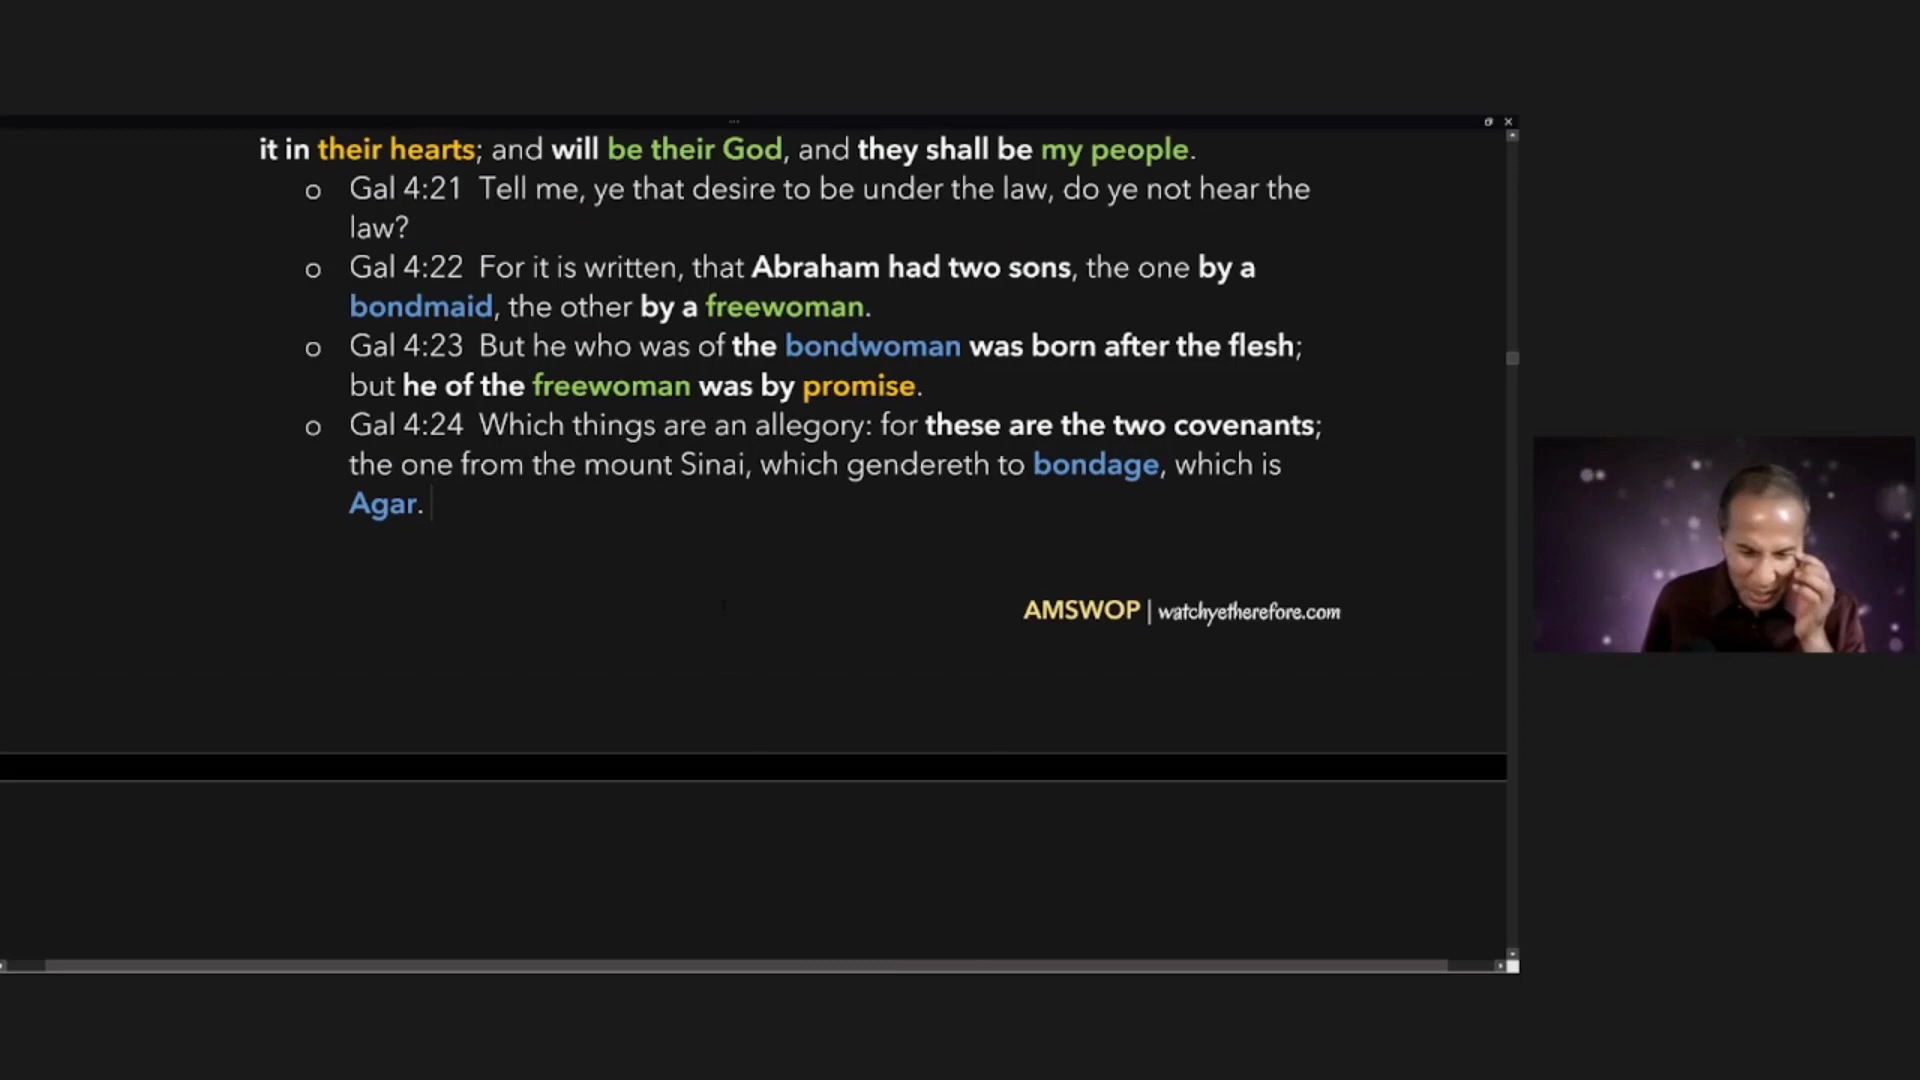 it in their hearts; and will be their God, and they shall be my people.
o Gal 4:21 Tell me, ye that desire to be under the law, do ye not hear the
law?
o Gal 4:22 For it is written, that Abraham had two sons, the one by a
bondmaid, the other by a freewoman.
o Gal 4:23 But he who was of the bondwoman was born after the flesh;
but he of the freewoman was by promise.
o Gal 4:24 Which things are an allegory: for these are the two covenants;
the one from the mount Sinai, which gendereth to bondage, which is
Agar.
AMSWOP | watchyetherefore.com